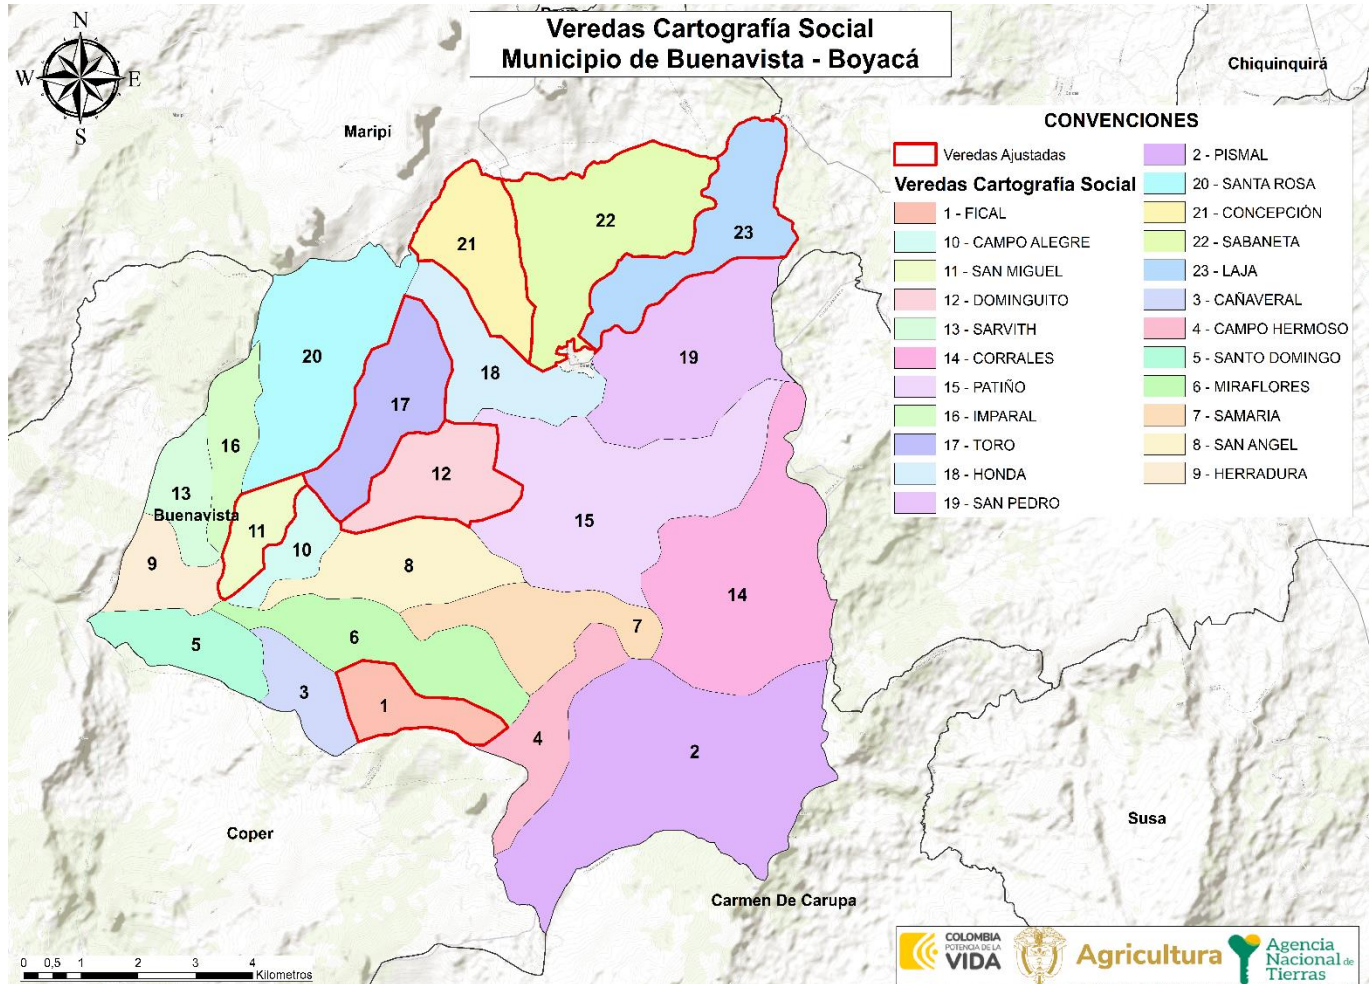 Veredas Cartografía Social
Municipio de Buenavista - Boyacá
N
W E
S
Chiquinquirá
Maripí
CONVENCIONES
Veredas Ajustadas
Veredas Cartografía Social
1 - FICAL
10 - CAMPO ALEGRE
11 - SAN MIGUEL
12 - DOMINGUITO
13 - SARVITH
14 - CORRALES
15 - PATIÑO
16 - IMPARAL
17 - TORO
18 - HONDA
19 - SAN PEDRO
2 - PISMAL
20 - SANTA ROSA
21 - CONCEPCIÓN
22 - SABANETA
23 - LAJA
3 - CAÑAVERAL
4 - CAMPO HERMOSO
5 - SANTO DOMINGO
6 - MIRAFLORES
7 - SAMARIA
8 - SAN ANGEL
9 - HERRADURA
22
23
21
20
19
18
17
16
12
13
Buenavista
15
11
10
9
8
14
7
6
5
3
1
4
2
Coper
Susa
Carmen De Carupa
0 0,5 1 2 3 4
Kilometros
COLOMBIA
POTENCIA DE LA
VIDA
Agricultura
Agencia
Nacional de
Tierras